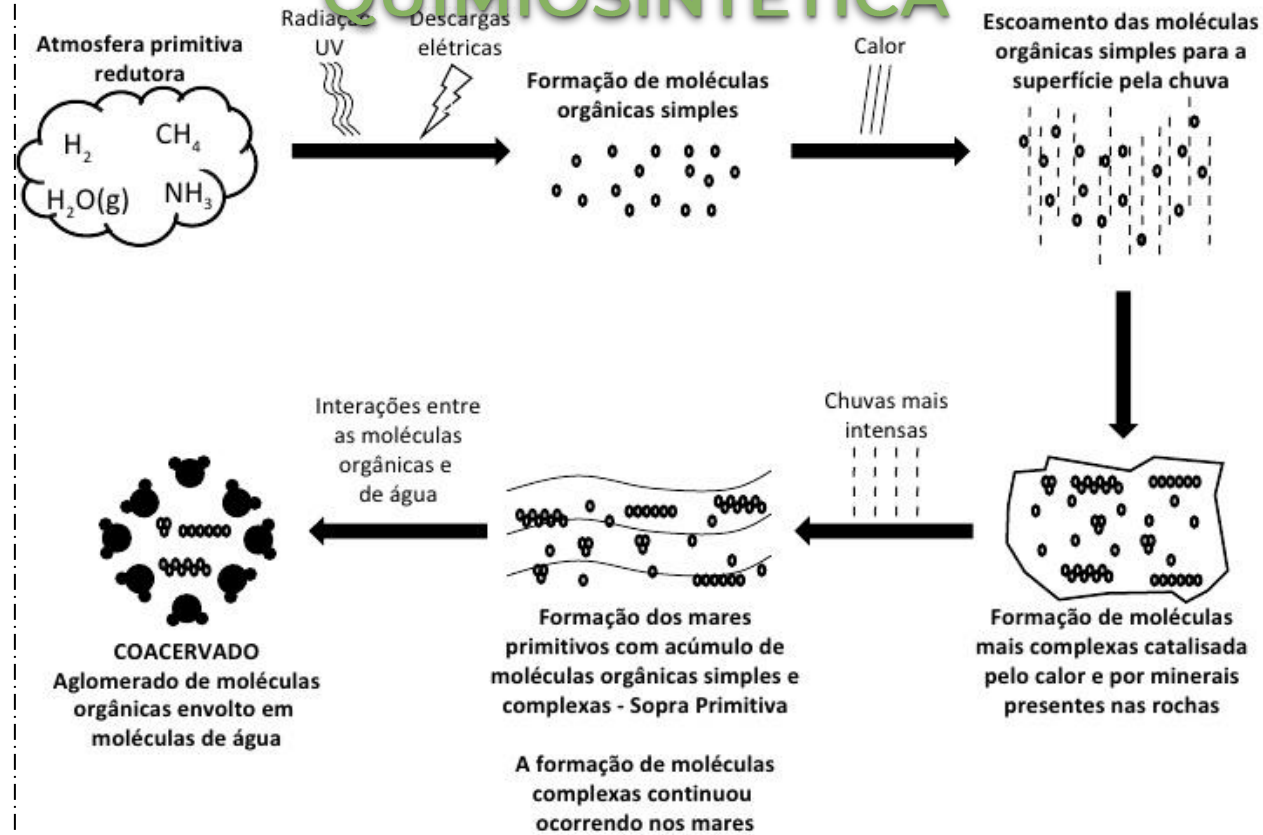 QUIMIOSINTÉTICA
Atmosfera primitiva
redutora
H₂
CH₄
H₂O(g)
NH₃
Radiação
UV
Descargas
elétricas
Formação de moléculas
orgânicas simples
Calor
Escoamento das moléculas
orgânicas simples para a
superfície pela chuva
Formação de moléculas
mais complexas catalisada
pelo calor e por minerais
presentes nas rochas
Chuvas mais
intensas
Formação dos mares
primitivos com acúmulo de
moléculas orgânicas simples e
complexas - Sopra Primitiva
A formação de moléculas
complexas continuou
ocorrendo nos mares
Interações entre
as moléculas
orgânicas e
de água
COACERVADO
Aglomerado de moléculas
orgânicas envolto em
moléculas de água